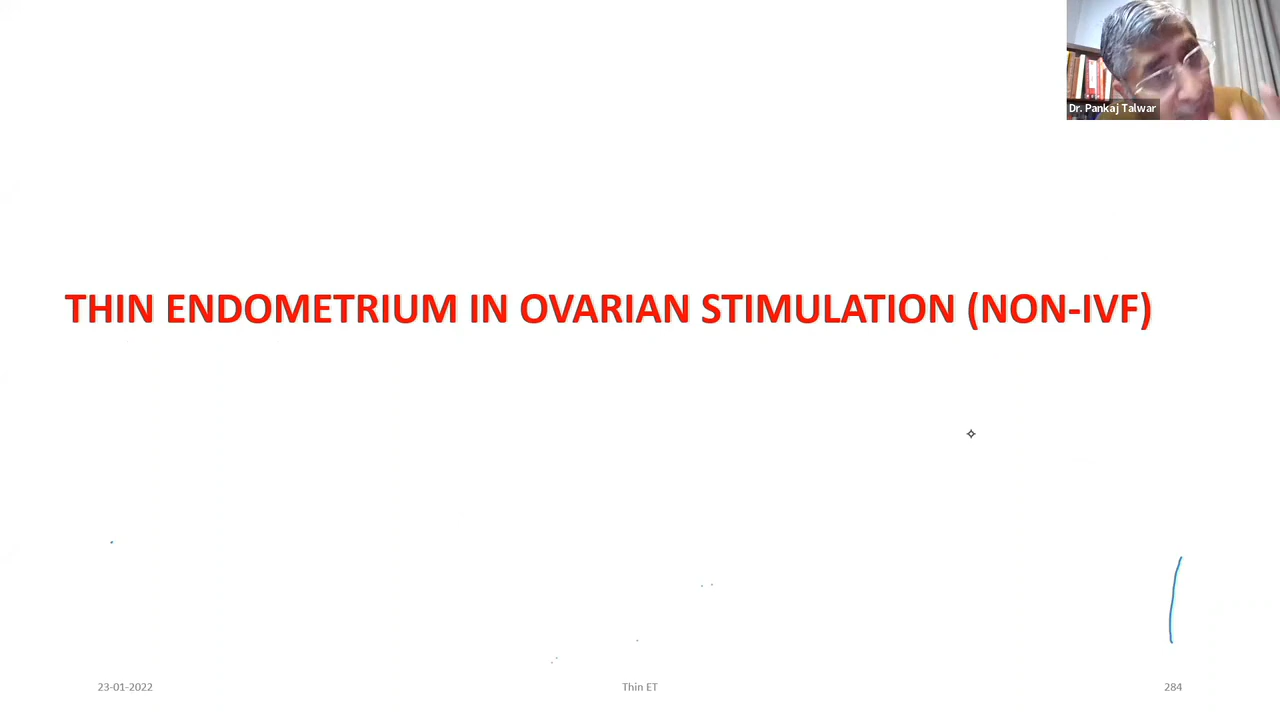 Dr. Pankaj Talwar
THIN ENDOMETRIUM IN OVARIAN STIMULATION (NON-IVF)
23-01-2022
Thin ET
284